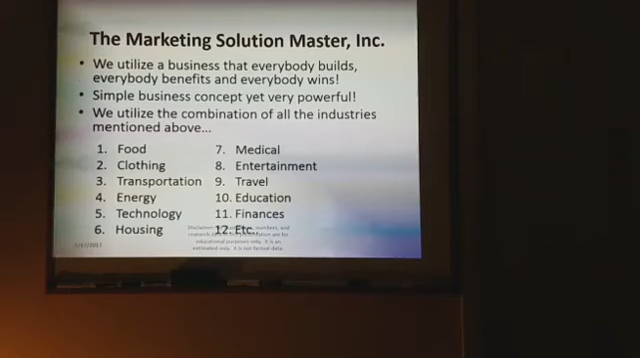 The Marketing Solution Master, Inc.
• We utilize a business that everybody builds,
everybody benefits and everybody wins!
• Simple business concept yet very powerful!
• We utilize the combination of all the industries
mentioned above...
1. Food
2. Clothing
3. Transportation
4. Energy
5. Technology
6. Housing
7. Medical
8. Entertainment
9. Travel
10. Education
11. Finances
12. Etc..
numbers, and
educational purposes only. It is an
estimated only. It is not factual data.